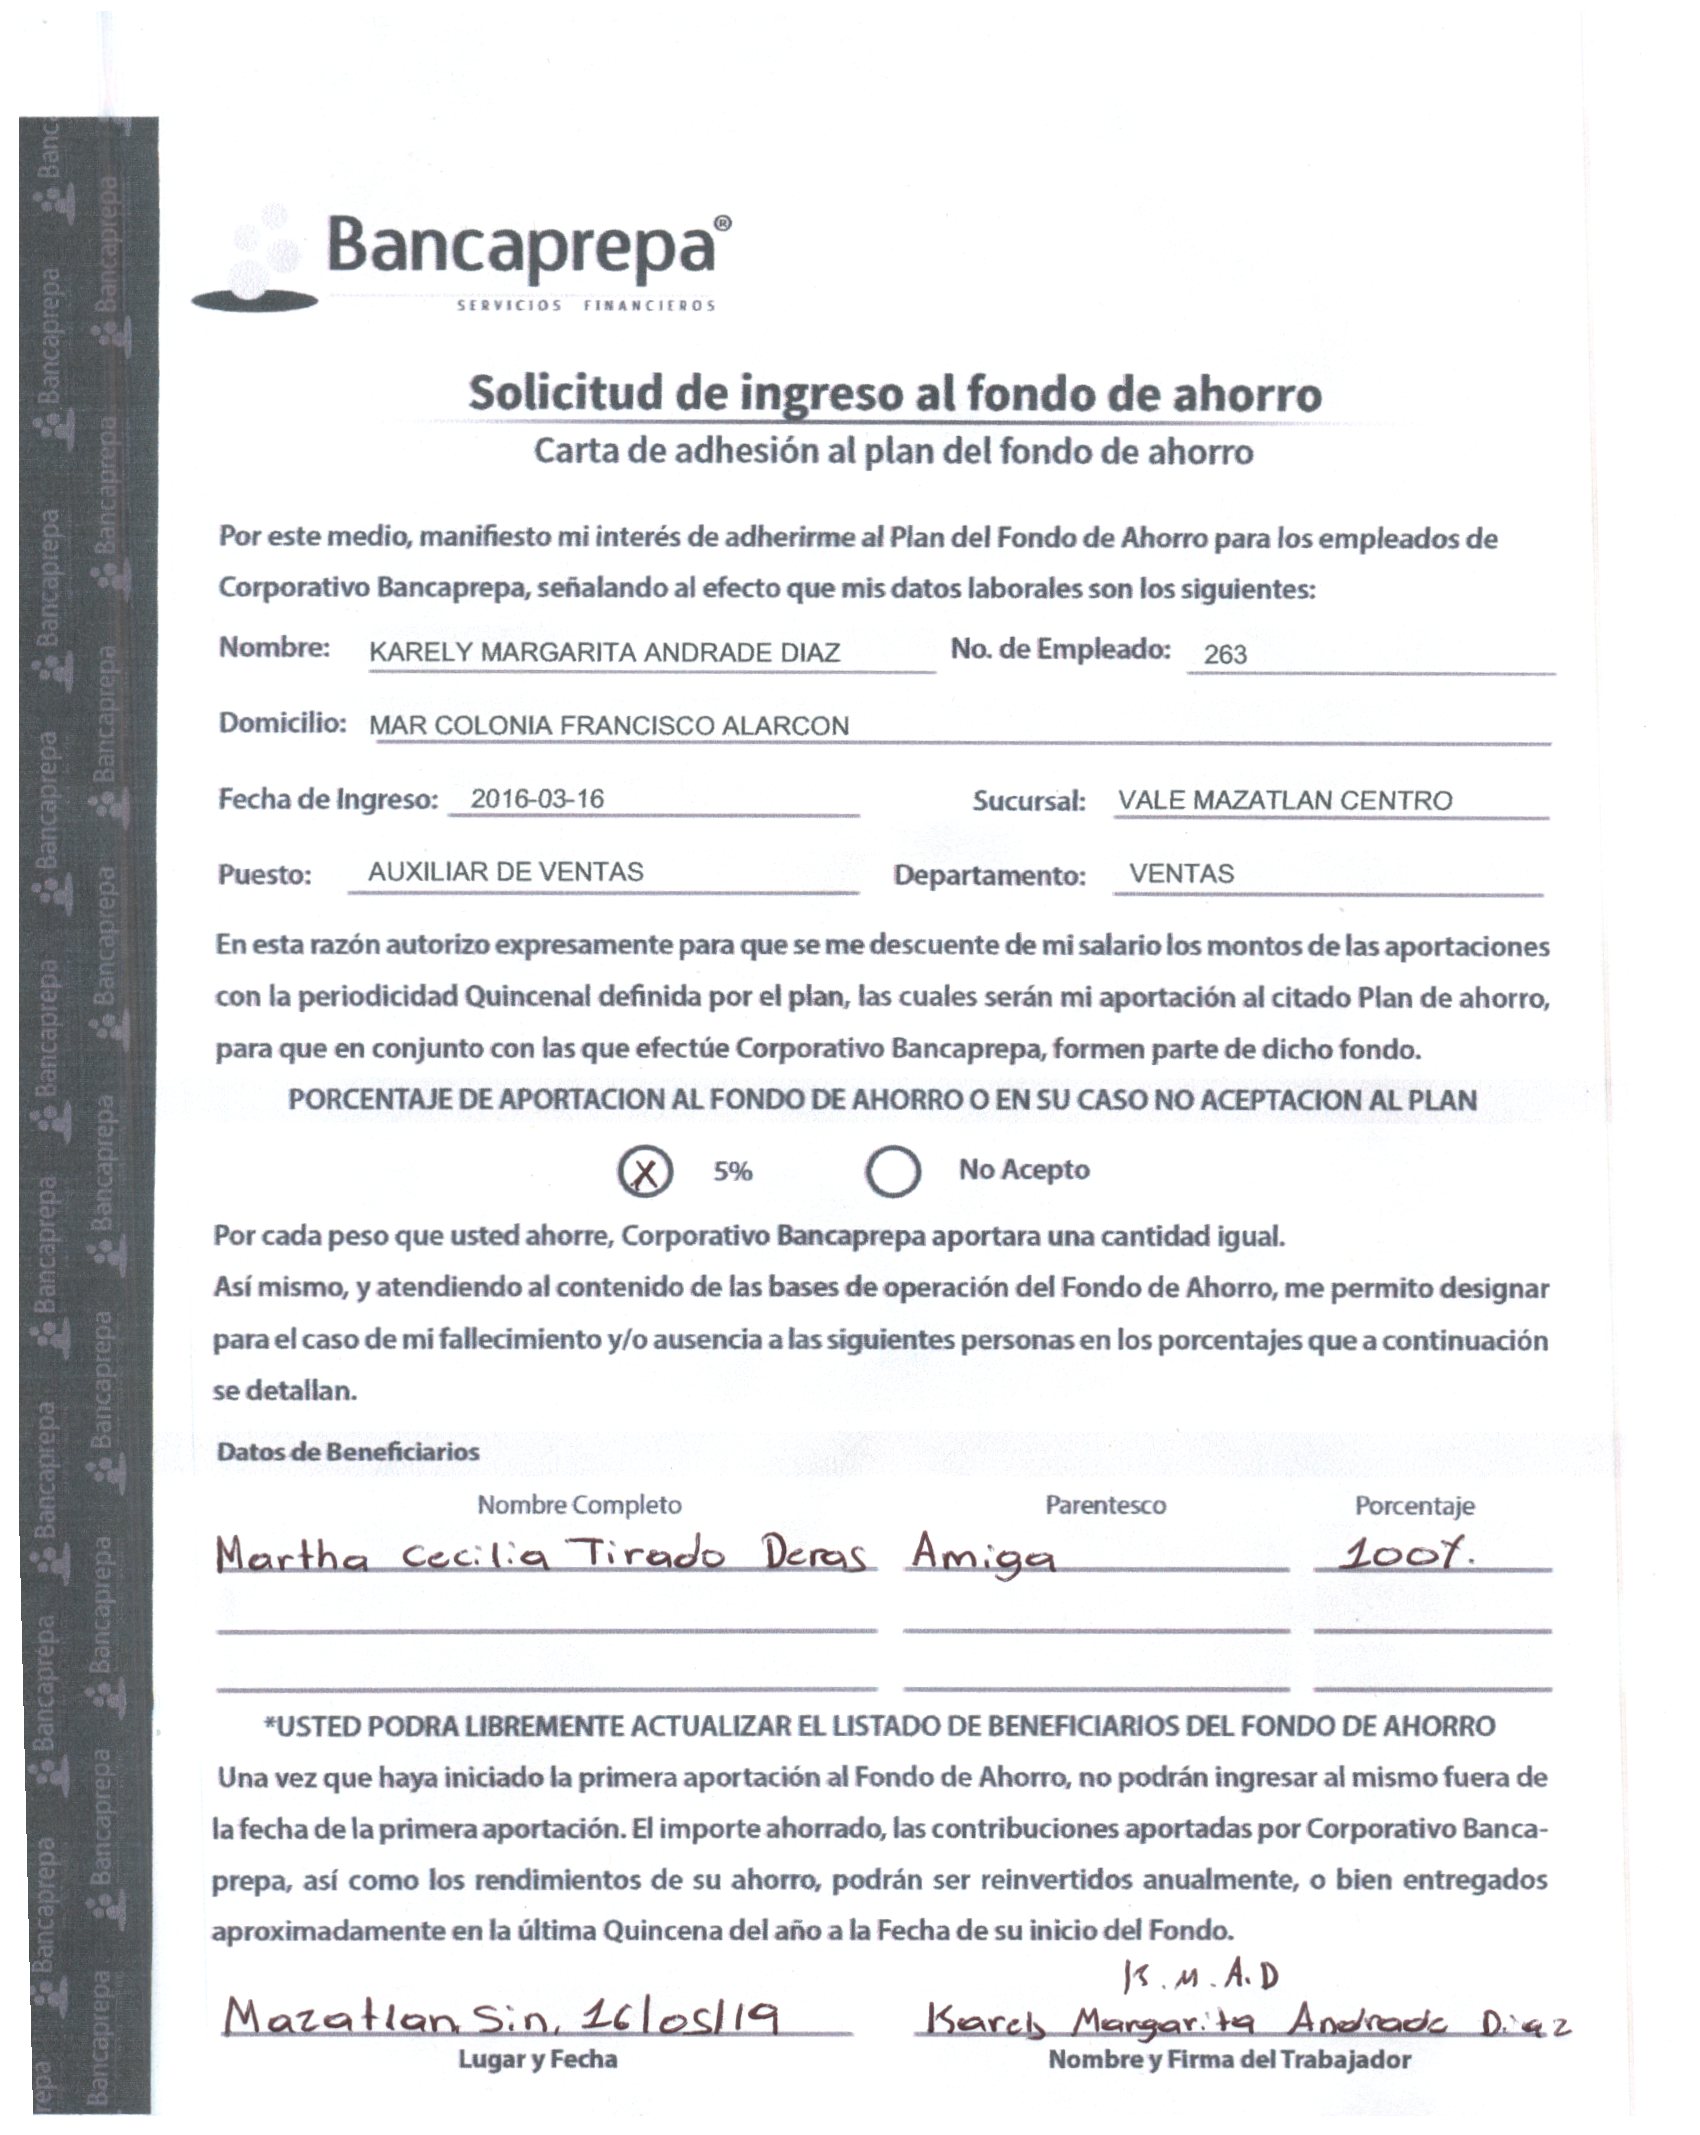 Bancaprepa®
SERVICIOS FINANCIEROS
Solicitud de ingreso al fondo de ahorro
Carta de adhesión al plan del fondo de ahorro
Por este medio, manifiesto mi interés de adherirme al Plan del Fondo de Ahorro para los empleados de
Corporativo Bancaprepa, señalando al efecto que mis datos laborales son los siguientes:
Nombre: KARELY MARGARITA ANDRADE DIAZ No. de Empleado: 263
Domicilio: MAR COLONIA FRANCISCO ALARCON
Fecha de Ingreso: 2016-03-16 Sucursal: VALE MAZATLAN CENTRO
Puesto: AUXILIAR DE VENTAS Departamento: VENTAS
En esta razón autorizo expresamente para que se me descuente de mi salario los montos de las aportaciones
con la periodicidad Quincenal definida por el plan, las cuales serán mi aportación al citado Plan de ahorro,
para que en conjunto con las que efectúe Corporativo Bancaprepa, formen parte de dicho fondo.
PORCENTAJE DE APORTACION AL FONDO DE AHORRO O EN SU CASO NO ACEPTACION AL PLAN
X 5% No Acepto
Por cada peso que usted ahorre, Corporativo Bancaprepa aportara una cantidad igual.
Así mismo, y atendiendo al contenido de las bases de operación del Fondo de Ahorro, me permito designar
para el caso de mi fallecimiento y/o ausencia a las siguientes personas en los porcentajes que a continuación
se detallan.
Datos de Beneficiarios
Nombre Completo Parentesco Porcentaje
Martha Cecilia Tirado Deras Amiga 100%.
*USTED PODRA LIBREMENTE ACTUALIZAR EL LISTADO DE BENEFICIARIOS DEL FONDO DE AHORRO
Una vez que haya iniciado la primera aportación al Fondo de Ahorro, no podrán ingresar al mismo fuera de
la fecha de la primera aportación. El importe ahorrado, las contribuciones aportadas por Corporativo Banca-
prepa, así como los rendimientos de su ahorro, podrán ser reinvertidos anualmente, o bien entregados
aproximadamente en la última Quincena del año a la Fecha de su inicio del Fondo.
K.M.A.D
Mazatlan, Sin, 16/05/19 Karely Margarita Andrade Diaz
Lugar y Fecha Nombre y Firma del Trabajador